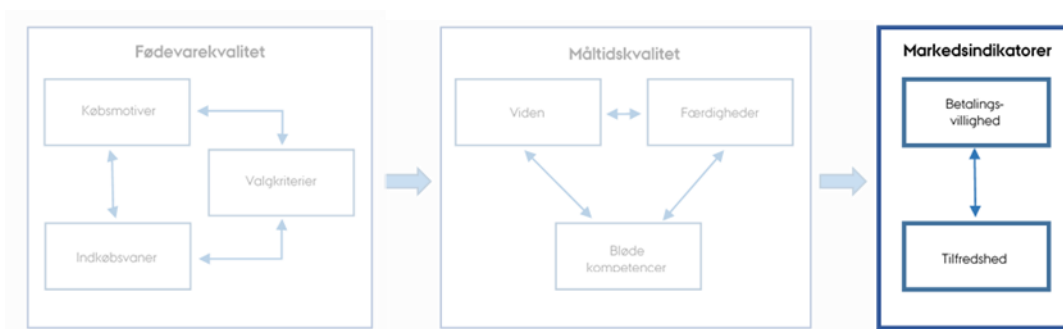 Fødevarekvalitet
Købsmotiver
Valgkriterier
Indkøbsvaner
Måltidskvalitet
Viden
Færdigheder
Bløde
kompetencer
Markedsindikatorer
Betalings-
villighed
Tilfredshed